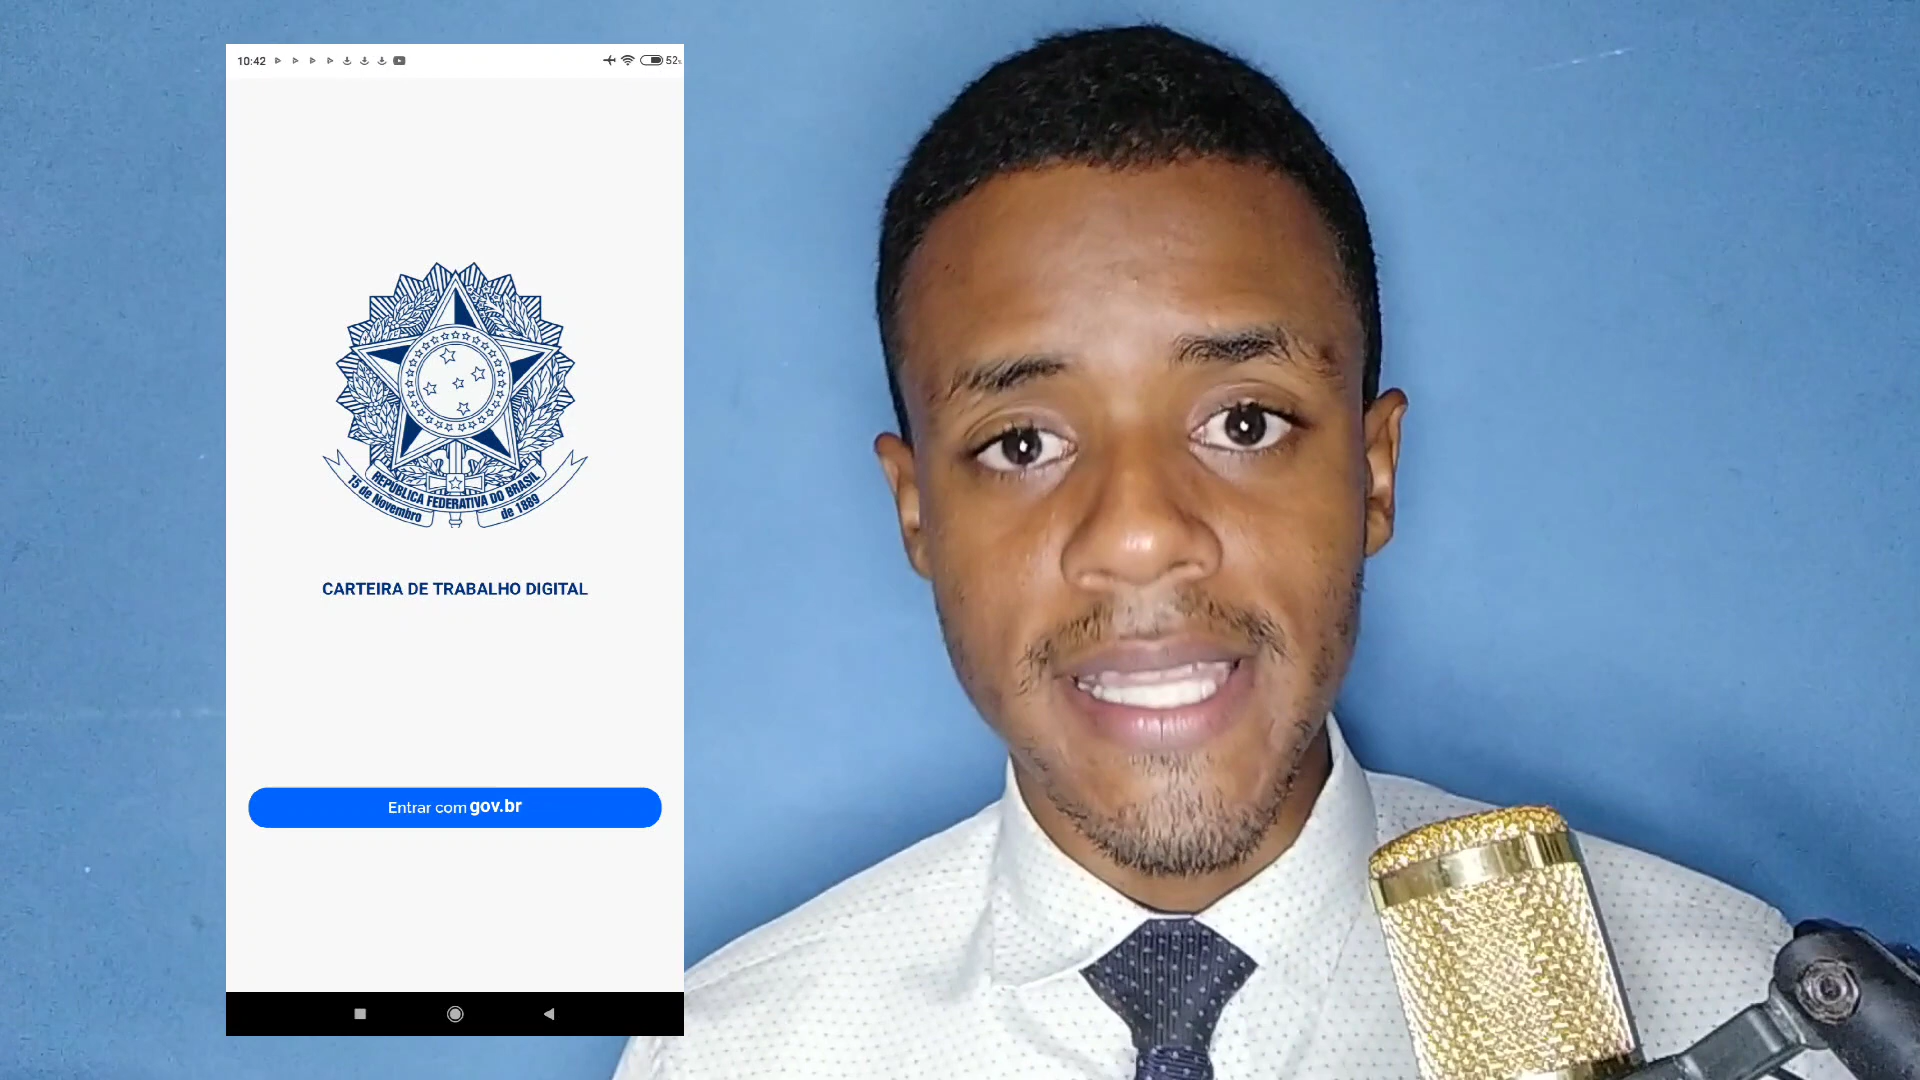 10:42
52%
REPÚBLICA FEDERATIVA DO BRASIL
15 de Novembro de 1889
CARTEIRA DE TRABALHO DIGITAL
Entrar com gov.br